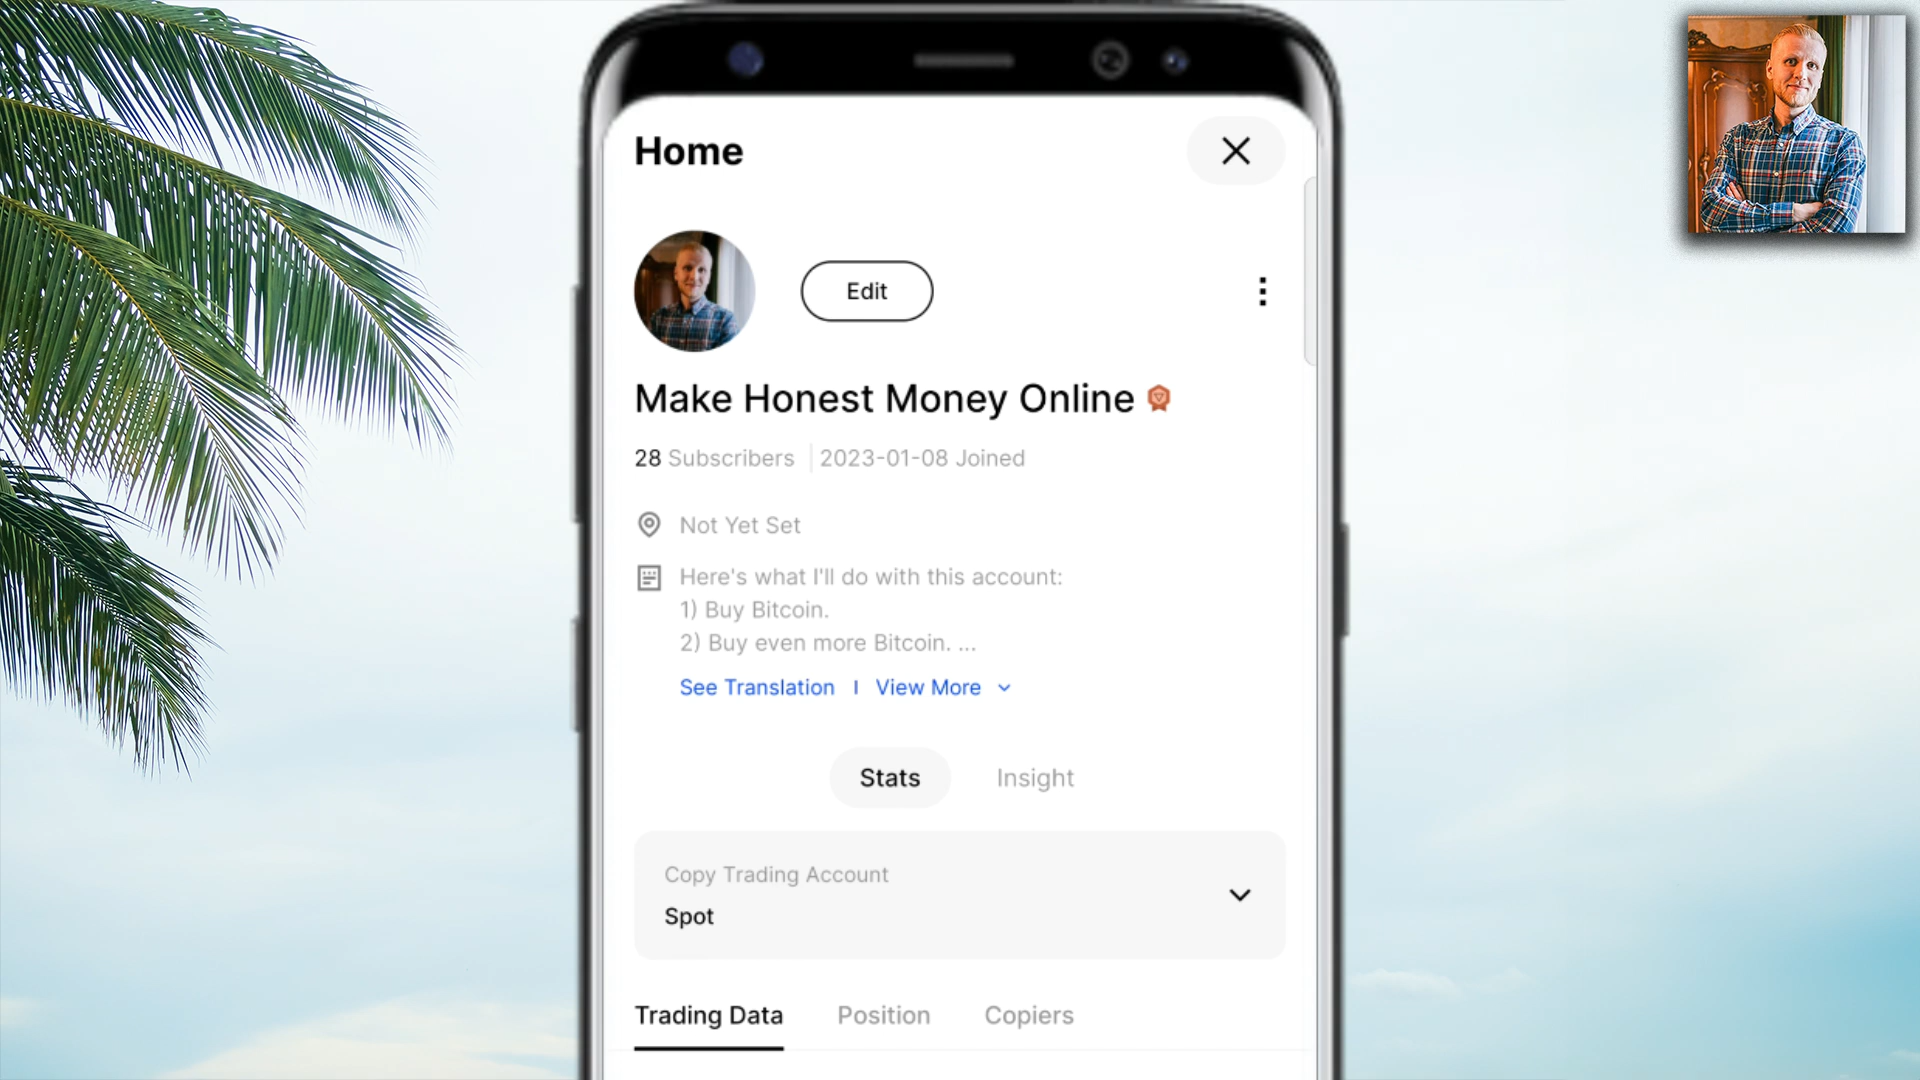 Home
Edit
Make Honest Money Online
28 Subscribers 2023-01-08 Joined
Not Yet Set
Here's what I'll do with this account:
1) Buy Bitcoin.
2) Buy even more Bitcoin. ...
See Translation | View More
Stats Insight
Copy Trading Account
Spot
Trading Data Position Copiers